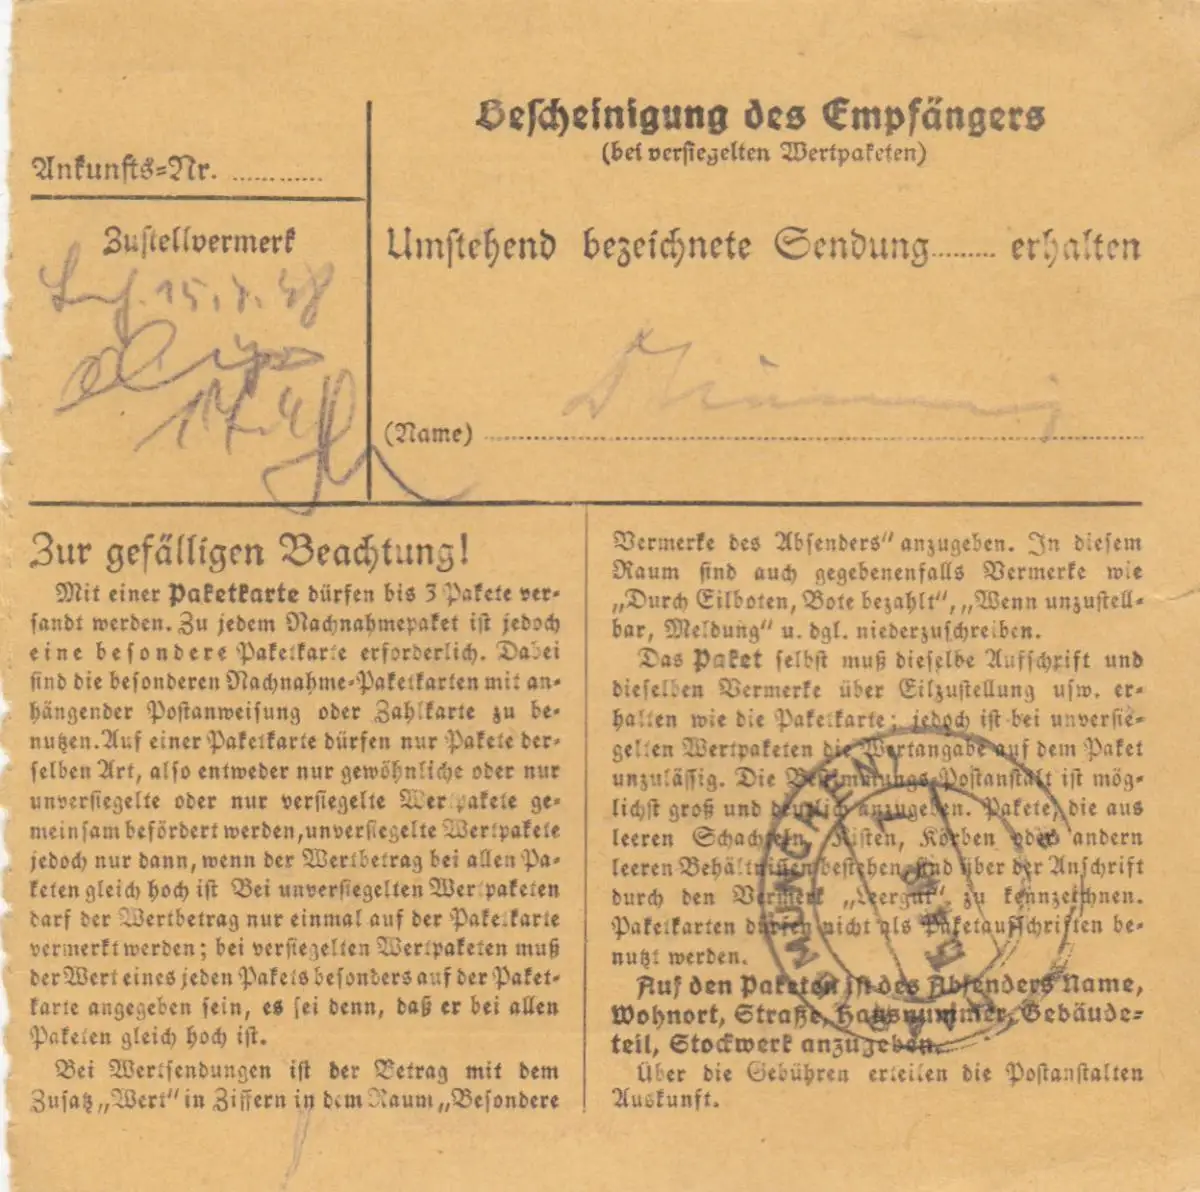 Bescheinigung des Empfängers
(bei versiegelten Wertpaketen)
Ankunfts-Nr. ............
Zustellvermerk
Umstehend bezeichnete Sendung......... erhalten
15. 48
17.
(Name) ........................
Zur gefälligen Beachtung!
Mit einer Paketkarte dürfen bis 3 Pakete ver-
sandt werden. Zu jedem Nachnahmepaket ist jedoch
eine besondere Paketkarte erforderlich. Dabei
sind die besonderen Nachnahme-Paketkarten mit an-
hängender Postanweisung oder Zahlkarte zu be-
nutzen. Auf einer Paketkarte dürfen nur Pakete der-
selben Art, also entweder nur gewöhnliche oder nur
unversiegelte oder nur versiegelte Wertpakete ge-
meinsam befördert werden, unversiegelte Wertpakete
jedoch nur dann, wenn der Wertbetrag bei allen Pa-
keten gleich hoch ist Bei unversiegelten Wertpaketen
darf der Wertbetrag nur einmal auf der Paketkarte
vermerkt werden; bei versiegelten Wertpaketen muß
der Wert eines jeden Pakets besonders auf der Paket-
karte angegeben sein, es sei denn, daß er bei allen
Paketen gleich hoch ist.
Bei Wertsendungen ist der Betrag mit dem
Zusatz „Wert" in Ziffern in dem Raum „Besondere
Vermerke des Absenders" anzugeben. In diesem
Raum sind auch gegebenenfalls Vermerke wie
„Durch Eilboten, Bote bezahlt", „Wenn unzustell-
bar, Meldung" u. dgl. niederzuschreiben.
Das Paket selbst muß dieselbe Aufschrift und
dieselben Vermerke über Eilzustellung usw. er-
halten wie die Paketkarte; jedoch ist bei unversie-
gelten Wertpaketen die Wertangabe auf dem Paket
unzulässig. Die Bestimmungs-Postanstalt ist mög-
lichst groß und deutlich anzugeben. Pakete, die aus
leeren Schachteln, Kisten, Körben oder andern
leeren Behältnissen bestehen, sind über der Anschrift
durch den Vermerk „Leergut", zu kennzeichnen.
Paketkarten dürfen nicht als Paketaufschriften be-
nutzt werden.
Auf den Paketen ist des Absenders Name,
Wohnort, Straße, Hausnummer, Gebäude-
teil, Stockwerk anzugeben.
Über die Gebühren erteilen die Postanstalten
Auskunft.
MÜNCHEN